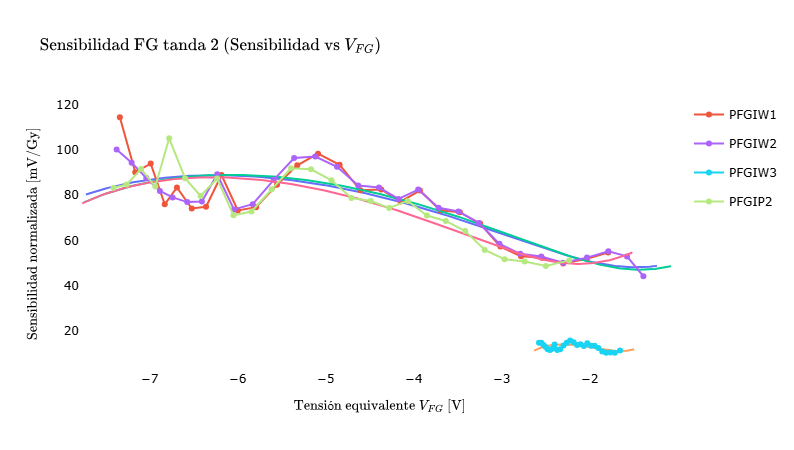 Sensibilidad FG tanda 2 (Sensibilidad vs V_FG)
120
100
80
60
40
20
Sensibilidad normalizada [mV/Gy]
−7
−6
−5
−4
−3
−2
Tensión equivalente V_FG [V]
PFGIW1
PFGIW2
PFGIW3
PFGIP2